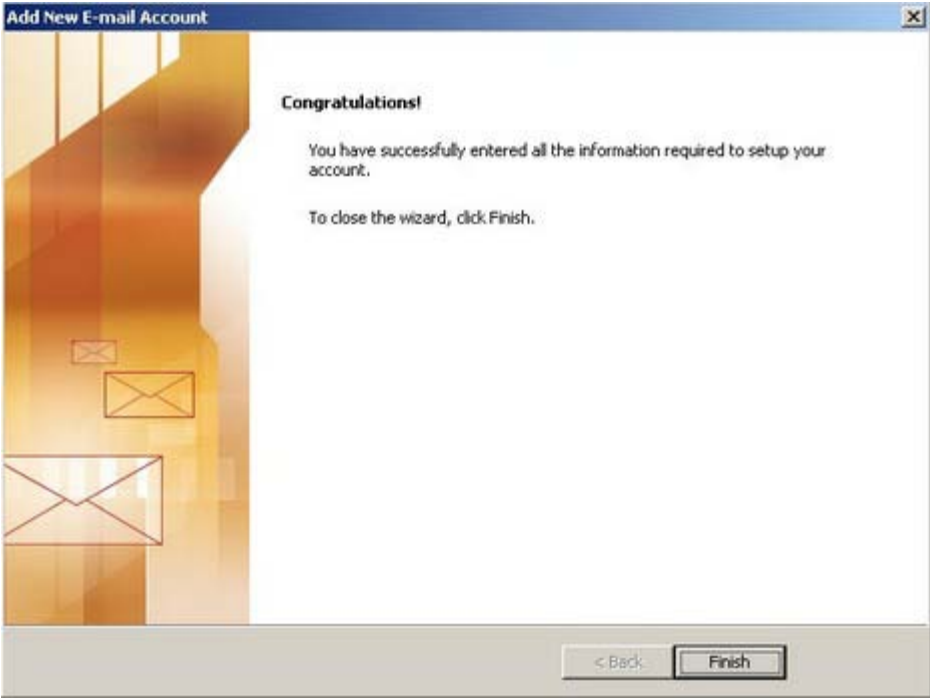 Add New E-mail Account
Congratulations!
You have successfully entered all the information required to setup your
account.
To close the wizard, click Finish.
< Back
Finish